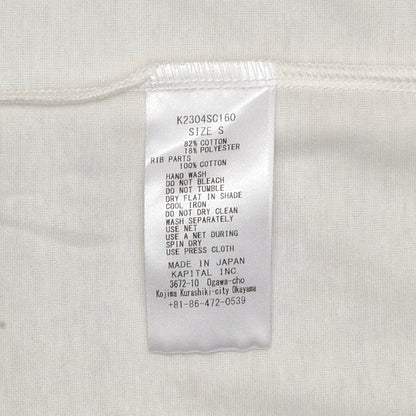 K2304SC160
SIZE S
82% COTTON
18% POLYESTER
RIB PARTS
100% COTTON
HAND WASH
DO NOT BLEACH
DO NOT TUMBLE
DRY FLAT IN SHADE
COOL IRON
DO NOT DRY CLEAN
WASH SEPARATELY
USE NET
USE A NET DURING
SPIN DRY
USE PRESS CLOTH
MADE IN JAPAN
KAPITAL INC.
3672-10 Ogawa-cho
Kojima Kurashiki-city Okayama
+81-86-472-0539